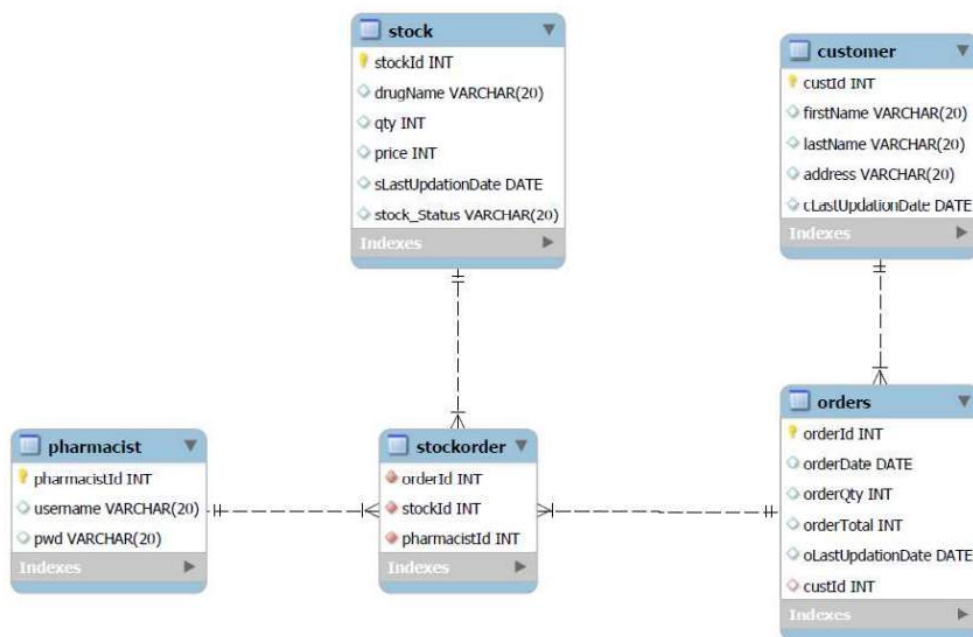 stock
stockId INT
drugName VARCHAR(20)
qty INT
price INT
sLastUpdationDate DATE
stock_Status VARCHAR(20)
Indexes
customer
custId INT
firstName VARCHAR(20)
lastName VARCHAR(20)
address VARCHAR(20)
cLastUpdationDate DATE
Indexes
pharmacist
pharmacistId INT
username VARCHAR(20)
pwd VARCHAR(20)
Indexes
stockorder
orderId INT
stockId INT
pharmacistId INT
Indexes
orders
orderId INT
orderDate DATE
orderQty INT
orderTotal INT
oLastUpdationDate DATE
custId INT
Indexes